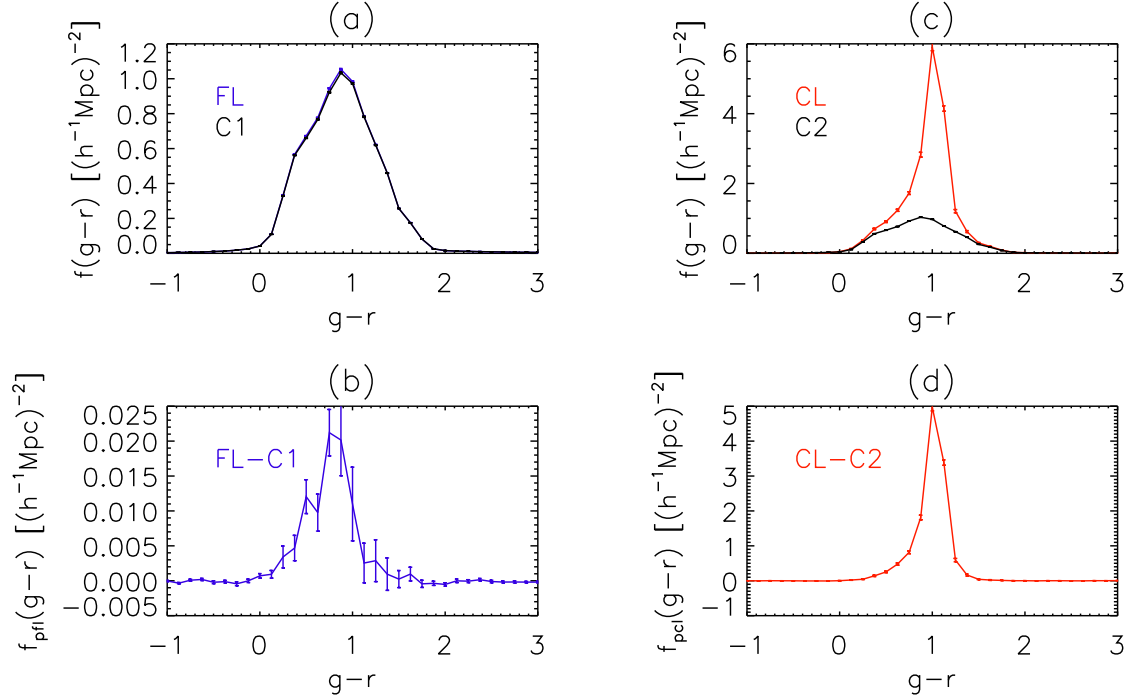 (a)
f(g−r) [(h⁻¹Mpc)⁻²]
1.2
1.0
0.8
0.6
0.4
0.2
0.0
FL
C1
−1 0 1 2 3
g−r
(c)
f(g−r) [(h⁻¹Mpc)⁻²]
6
4
2
0
CL
C2
−1 0 1 2 3
g−r
(b)
f_pfl(g−r) [(h⁻¹Mpc)⁻²]
0.025
0.020
0.015
0.010
0.005
0.000
−0.005
FL−C1
−1 0 1 2 3
g−r
(d)
f_pcl(g−r) [(h⁻¹Mpc)⁻²]
5
4
3
2
1
0
−1
CL−C2
−1 0 1 2 3
g−r